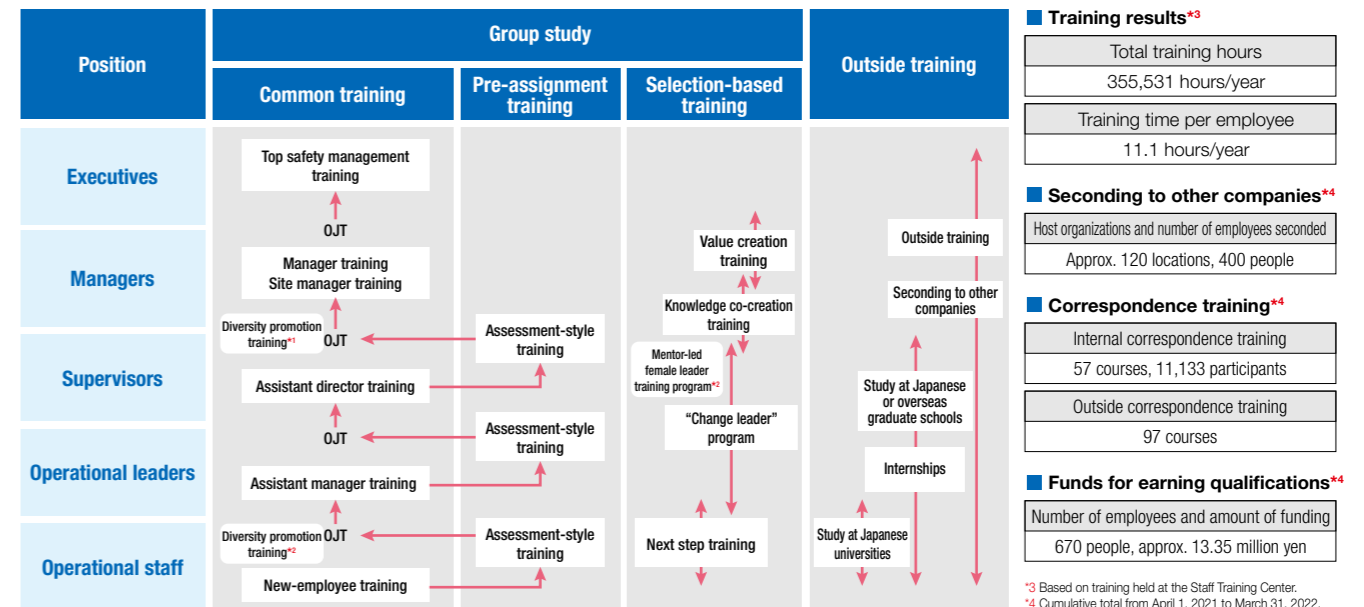 Position
Group study
Outside training
Common training
Pre-assignment
training
Selection-based
training
Executives
Managers
Supervisors
Operational leaders
Operational staff
Top safety management
training
OJT
Manager training
Site manager training
Diversity promotion
training*1
OJT
Assistant director training
OJT
Assistant manager training
Diversity promotion
training*2
OJT
New-employee training
Assessment-style
training
Assessment-style
training
Assessment-style
training
Value creation
training
Knowledge co-creation
training
Mentor-led
female leader
training program*2
"Change leader"
program
Next step training
Outside training
Seconding to other
companies
Study at Japanese
or overseas
graduate schools
Internships
Study at Japanese
universities
Training results*3
Total training hours
355,531 hours/year
Training time per employee
11.1 hours/year
Seconding to other companies*4
Host organizations and number of employees seconded
Approx. 120 locations, 400 people
Correspondence training*4
Internal correspondence training
57 courses, 11,133 participants
Outside correspondence training
97 courses
Funds for earning qualifications*4
Number of employees and amount of funding
670 people, approx. 13.35 million yen
*3 Based on training held at the Staff Training Center.
*4 Cumulative total from April 1, 2021 to March 31, 2022.